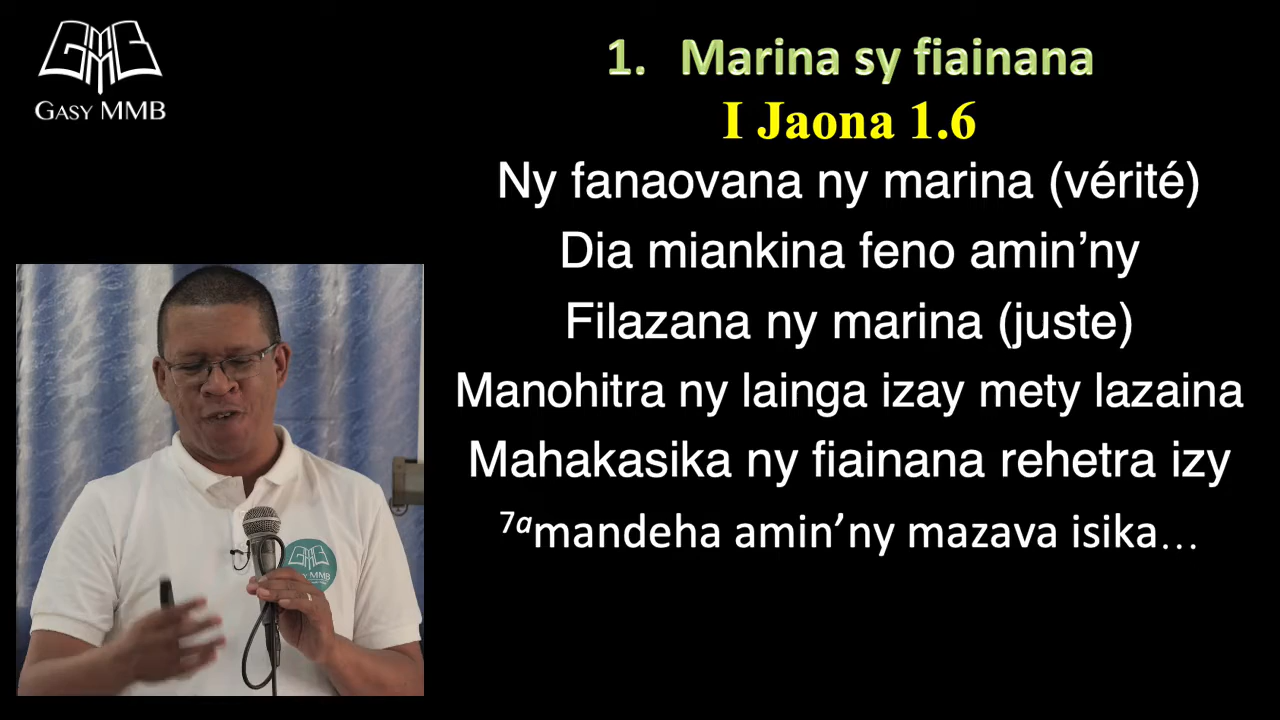 GASY MMB
1. Marina sy fiainana
I Jaona 1.6
Ny fanaovana ny marina (vérité)
Dia miankina feno amin’ny
Filazana ny marina (juste)
Manohitra ny lainga izay mety lazaina
Mahakasika ny fiainana rehetra izy
7a mandeha amin’ny mazava isika…
GASY MMB